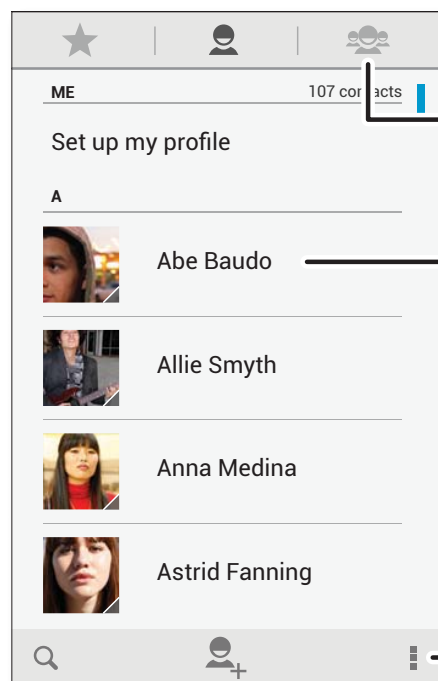 ME 107 contacts
Set up my profile
A
Abe Baudo
Allie Smyth
Anna Medina
Astrid Fanning